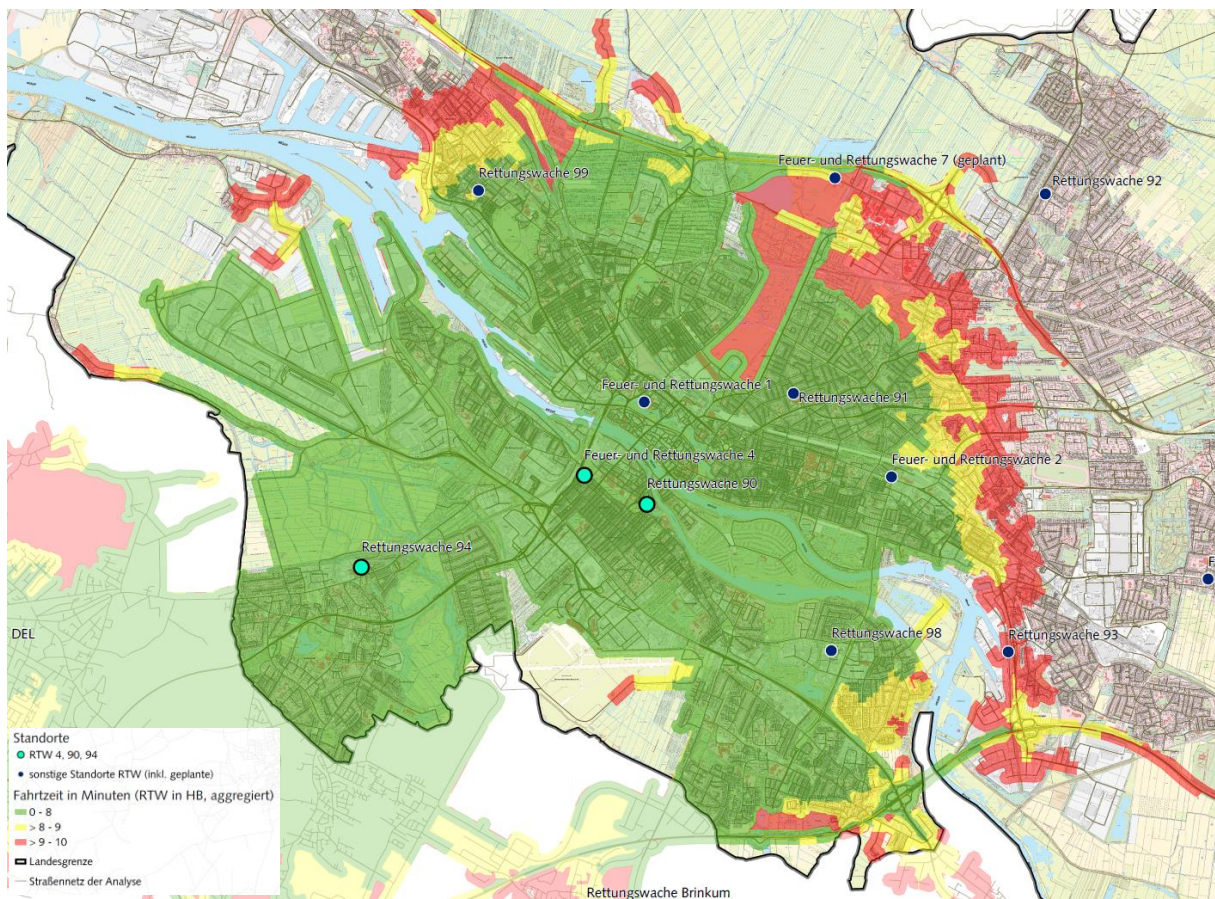 Feuer- und Rettungswache 7 (geplant)
Rettungswache 99
Rettungswache 92
Feuer- und Rettungswache 1
Rettungswache 91
Feuer- und Rettungswache 4
Feuer- und Rettungswache 2
Rettungswache 90
Rettungswache 94
F
DEL
Rettungswache 98
Rettungswache 93
Standorte
RTW 4, 90, 94
sonstige Standorte RTW (inkl. geplante)
Fahrtzeit in Minuten (RTW in HB, aggregiert)
0 - 8
> 8 - 9
> 9 - 10
Landesgrenze
Straßennetz der Analyse
Rettungswache Brinkum